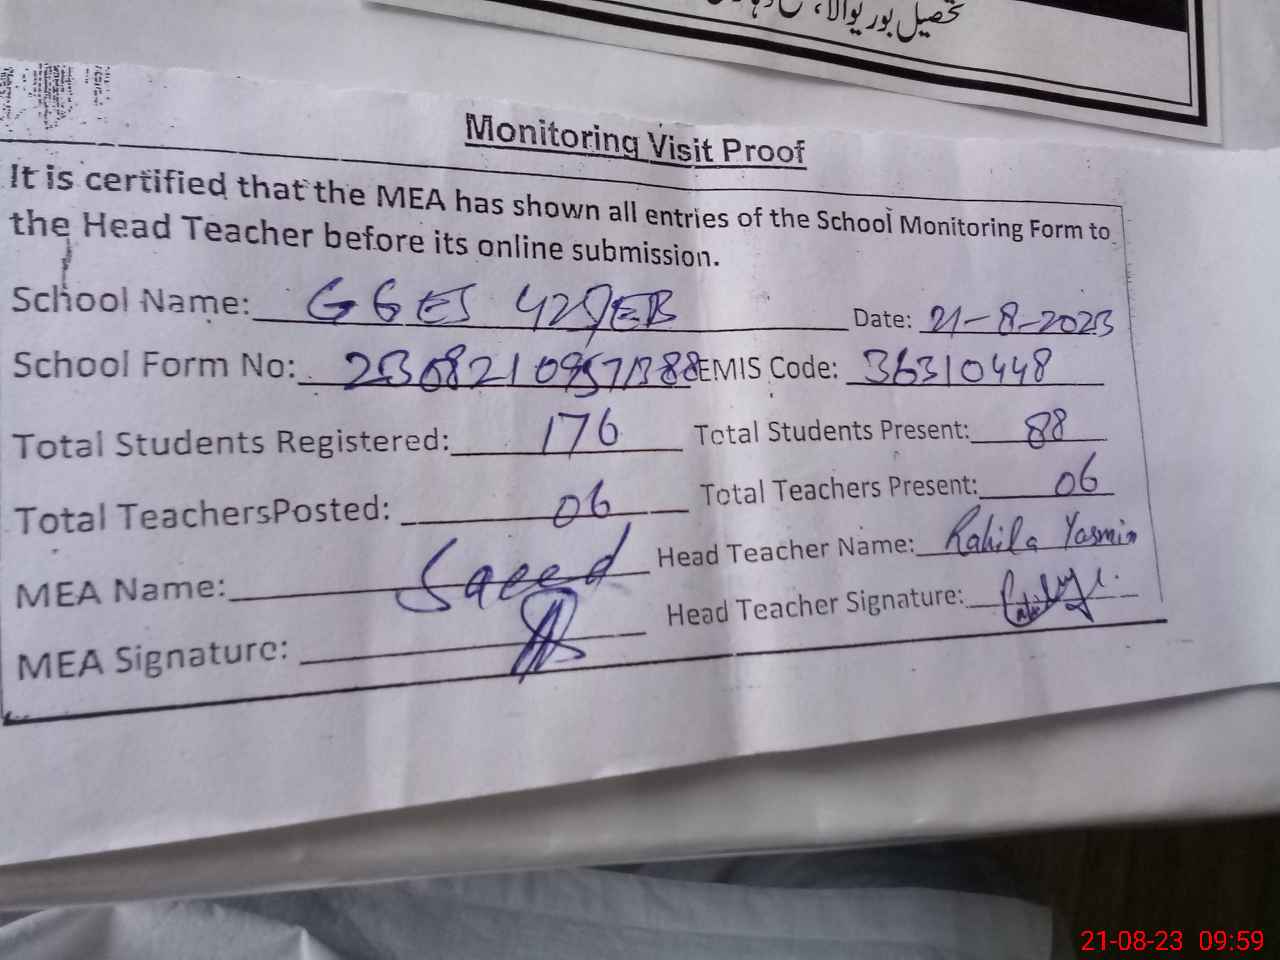 تحصیل بوریوالا،
Monitoring Visit Proof
It is certified that the MEA has shown all entries of the School Monitoring Form to
the Head Teacher before its online submission.
School Name: GGES 425/EB Date: 21-8-2023
School Form No: 23082109571388 EMIS Code: 36310448
Total Students Registered: 176 Total Students Present: 88
Total TeachersPosted: 06 Total Teachers Present: 06
MEA Name: Saeed Head Teacher Name: Rahila Yasmin
MEA Signature: Head Teacher Signature:
21-08-23 09:59